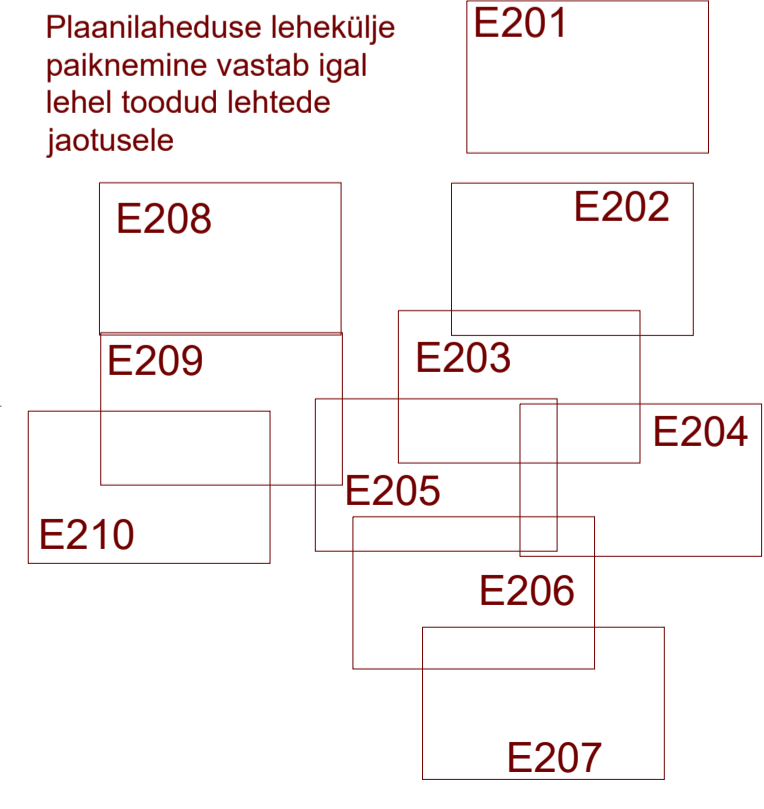 Plaanilaheduse lehekülje
paiknemine vastab igal
lehel toodud lehtede
jaotusele
E201
E208
E202
E209
E203
E204
E205
E210
E206
E207